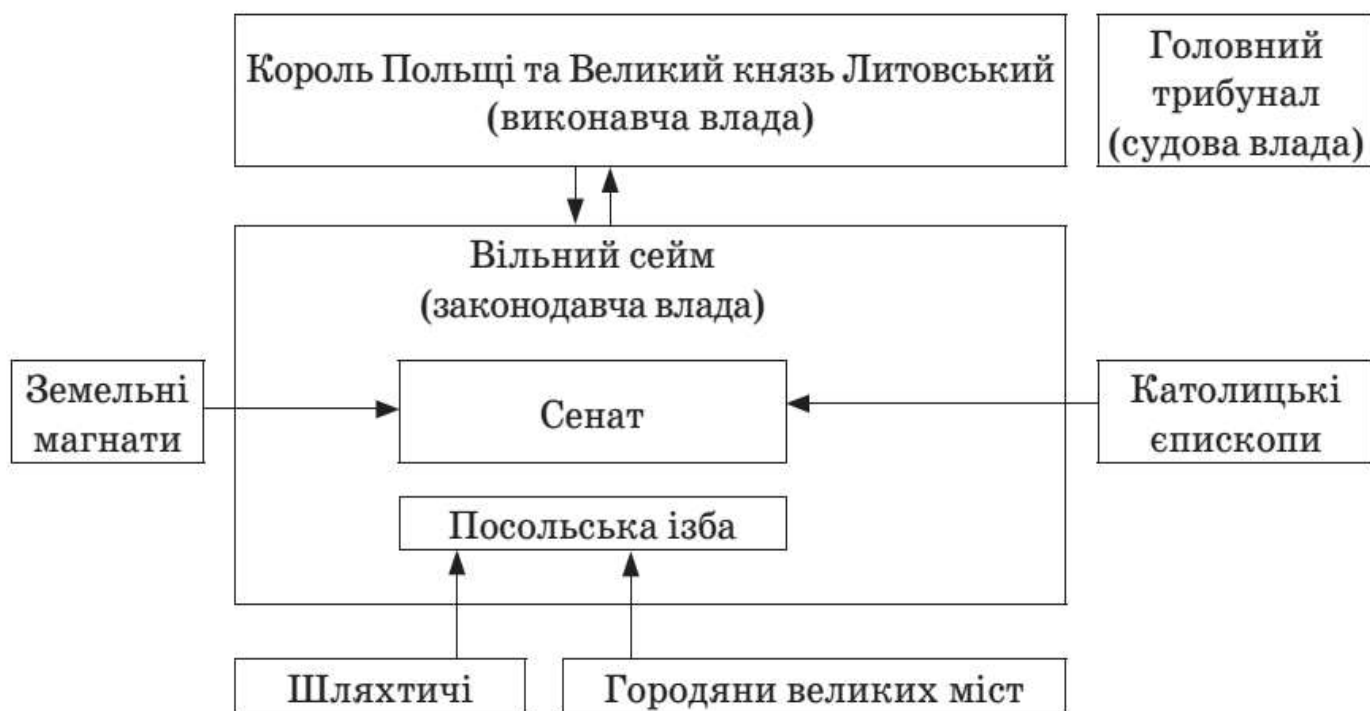 Король Польщі та Великий князь Литовський
(виконавча влада)
Головний
трибунал
(судова влада)
Вільний сейм
(законодавча влада)
Земельні
магнати
Сенат
Католицькі
єпископи
Посольська ізба
Шляхтичі
Городяни великих міст